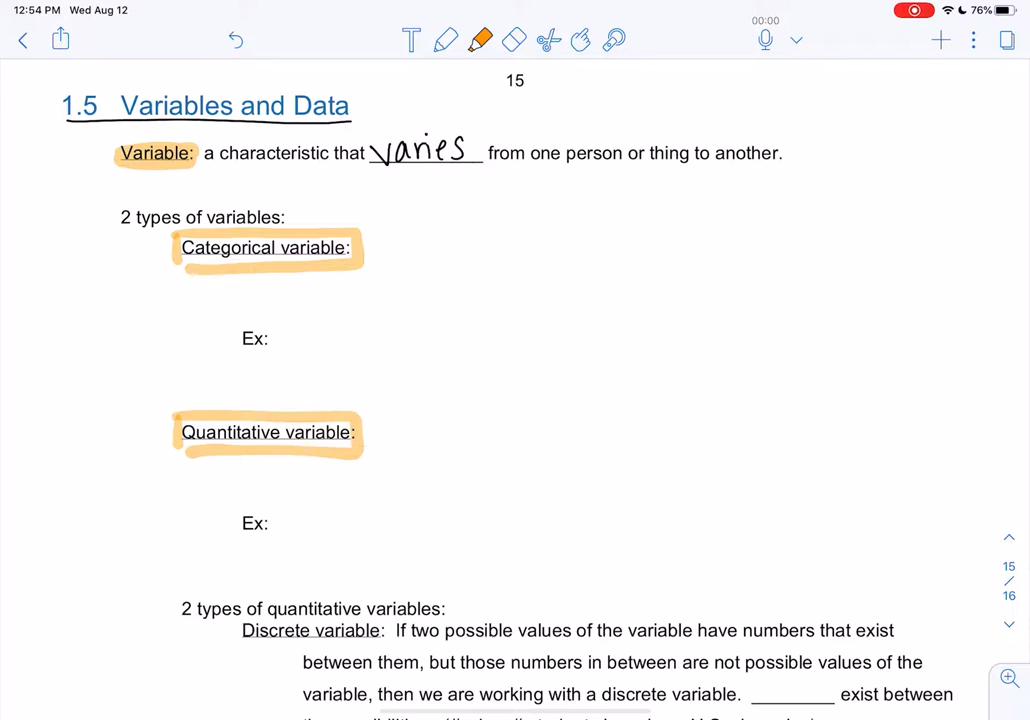 12:54 PM Wed Aug 12
76%
00:00
15
1.5 Variables and Data
Variable: a characteristic that varies from one person or thing to another.
2 types of variables:
Categorical variable:
Ex:
Quantitative variable:
Ex:
15
/
16
2 types of quantitative variables:
Discrete variable: If two possible values of the variable have numbers that exist
between them, but those numbers in between are not possible values of the
variable, then we are working with a discrete variable. ________ exist between